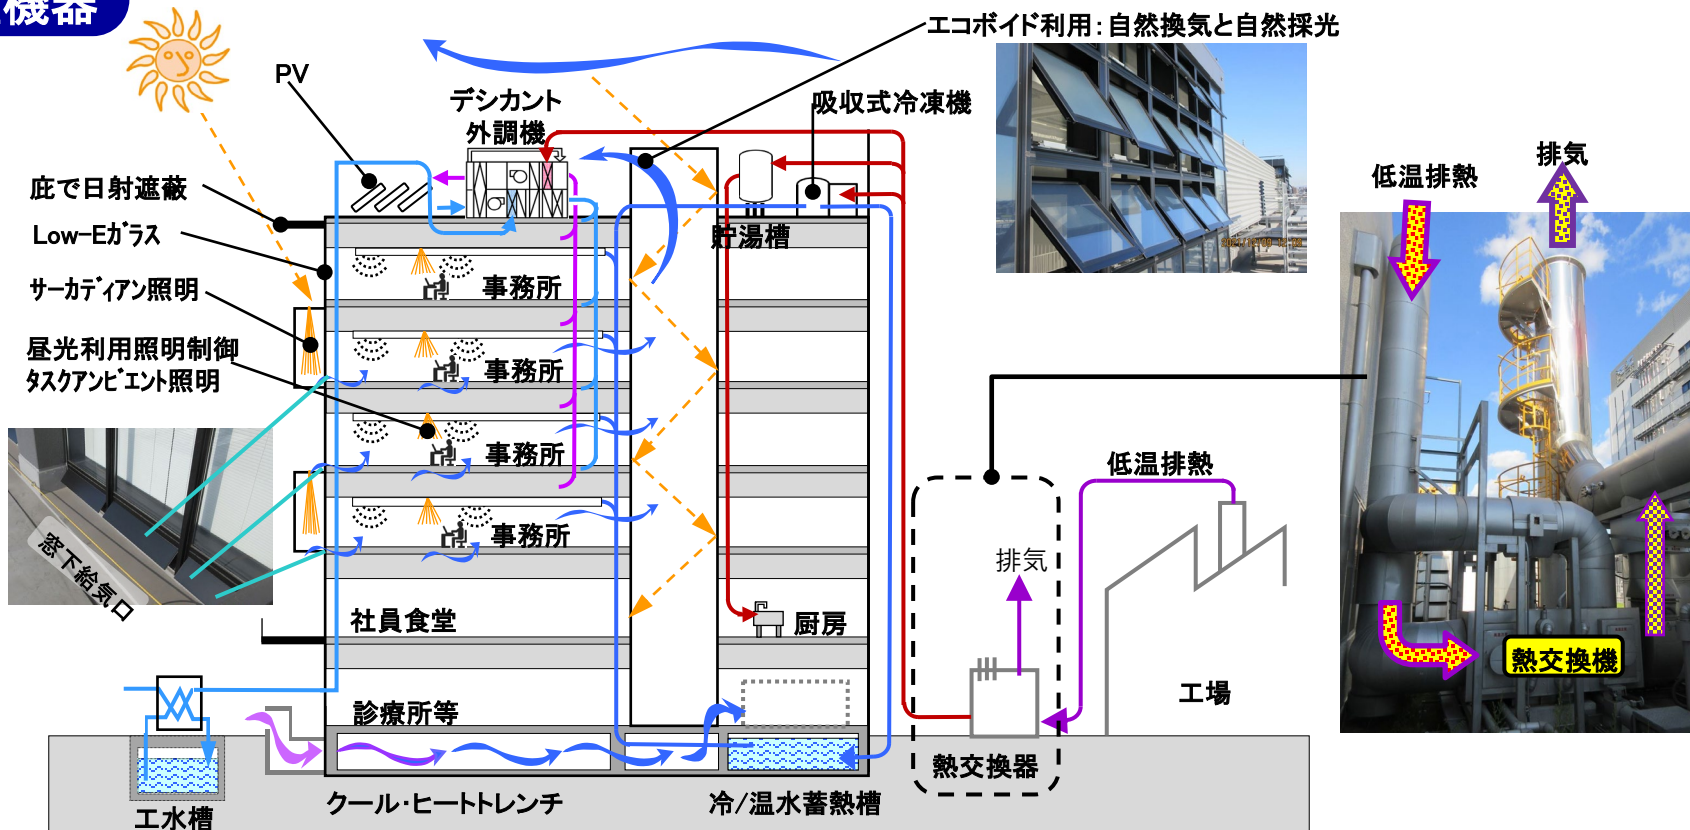 機器
エコボイド利用：自然換気と自然採光
PV
デシカント
外調機
吸収式冷凍機
排気
低温排熱
庇で日射遮蔽
Low-Eガラス
貯湯槽
事務所
サーカディアン照明
昼光利用照明制御
タスクアンビエント照明
事務所
事務所
低温排熱
事務所
窓下給気口
排気
社員食堂
厨房
熱交換機
工場
診療所等
熱交換器
クール・ヒートトレンチ
冷/温水蓄熱槽
工水槽